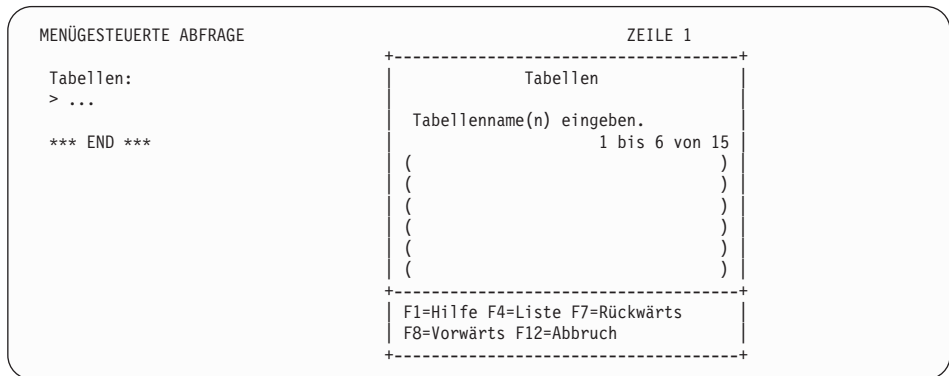 MENÜGESTEUERTE ABFRAGE ZEILE 1
+--------------------------------------+
Tabellen: | Tabellen |
> ... | |
| Tabellenname(n) eingeben. |
*** END *** | 1 bis 6 von 15 |
| ( ) |
| ( ) |
| ( ) |
| ( ) |
| ( ) |
| ( ) |
+--------------------------------------+
| F1=Hilfe F4=Liste F7=Rückwärts |
| F8=Vorwärts F12=Abbruch |
+--------------------------------------+